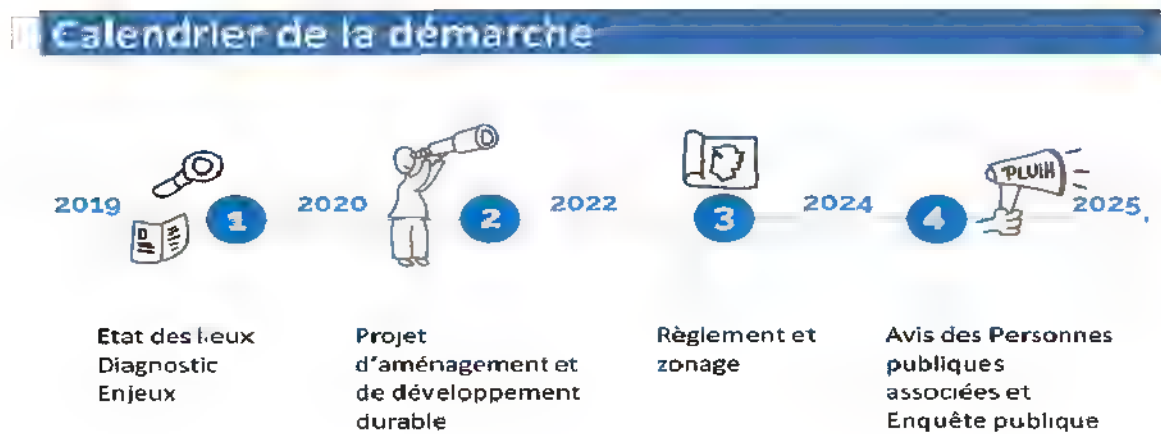 Calendrier de la démarche
2019 1 2020 2 2022 3 2024 4 PLUiH 2025,
Etat des lieux
Diagnostic
Enjeux
Projet
d'aménagement et
de développement
durable
Règlement et
zonage
Avis des Personnes
publiques
associées et
Enquête publique